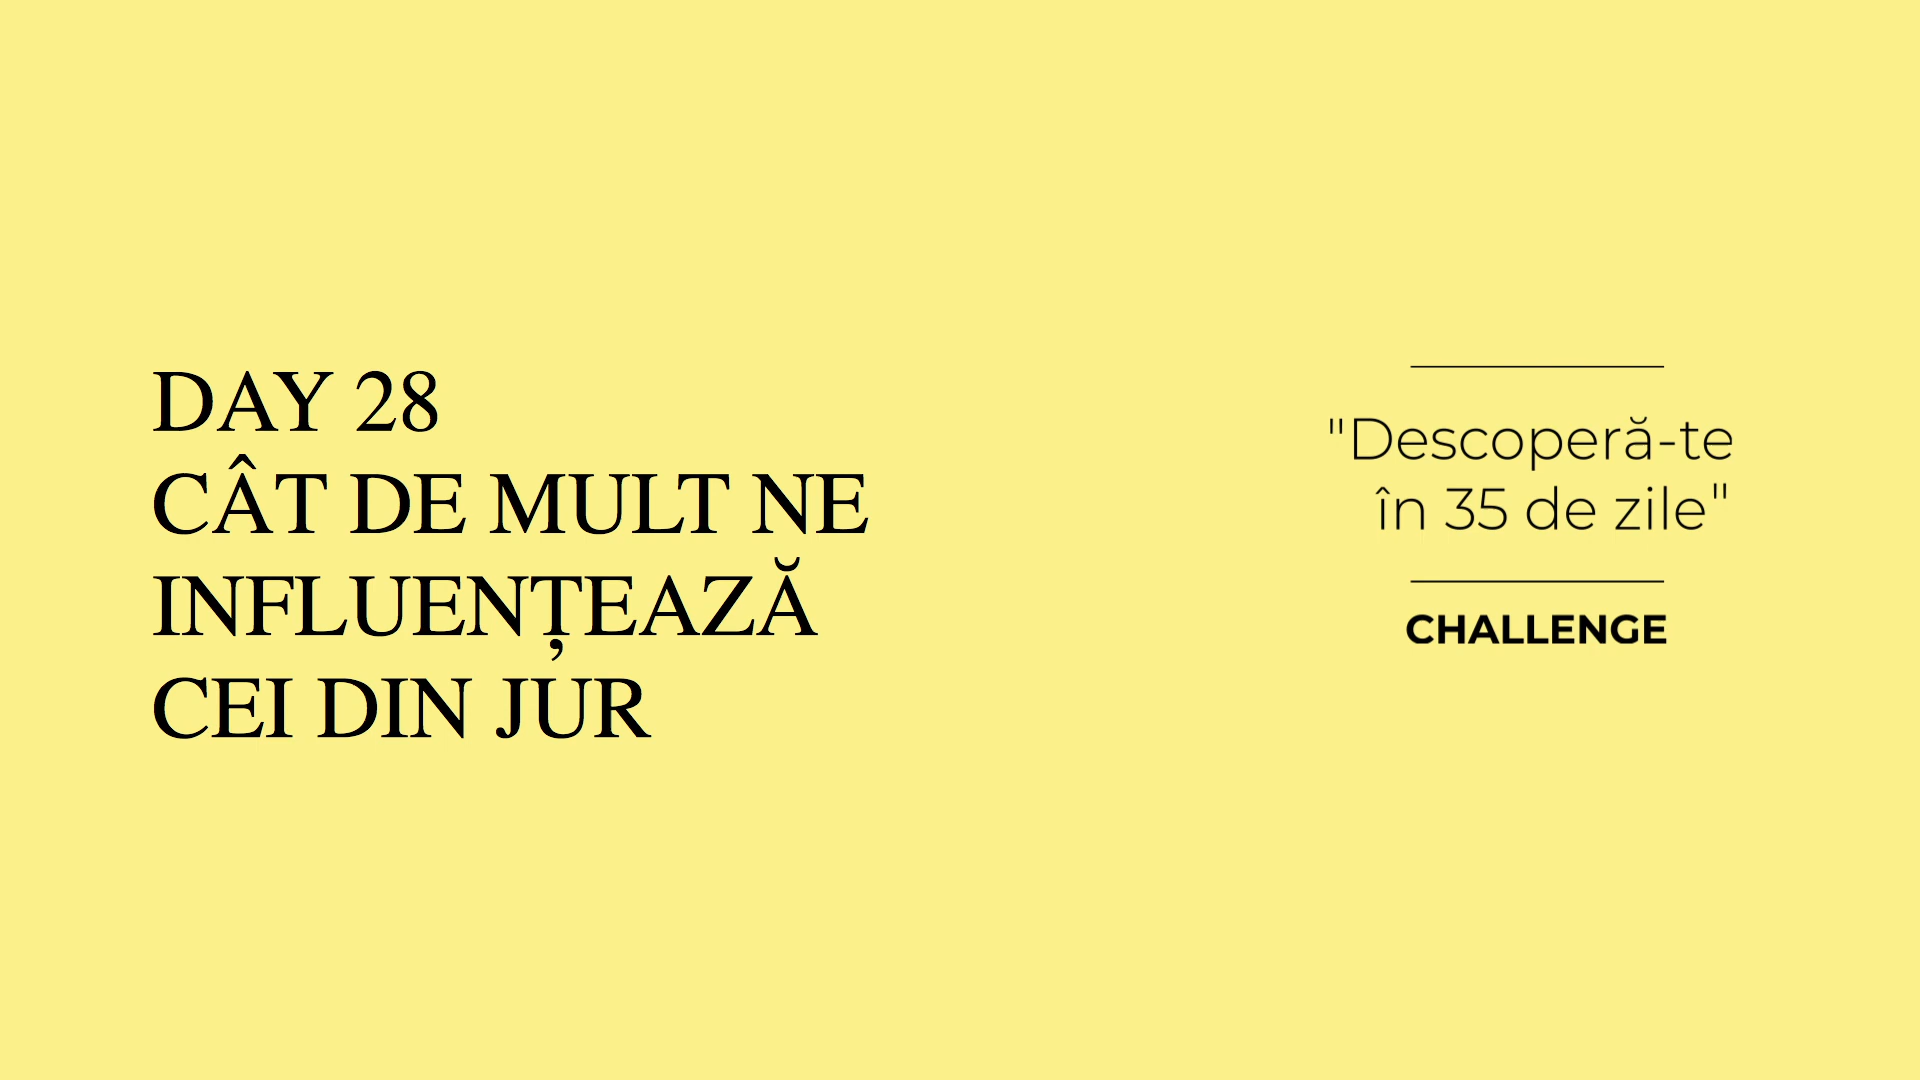 DAY 28
CÂT DE MULT NE
INFLUENȚEAZĂ
CEI DIN JUR
"Descoperă-te
în 35 de zile"
CHALLENGE